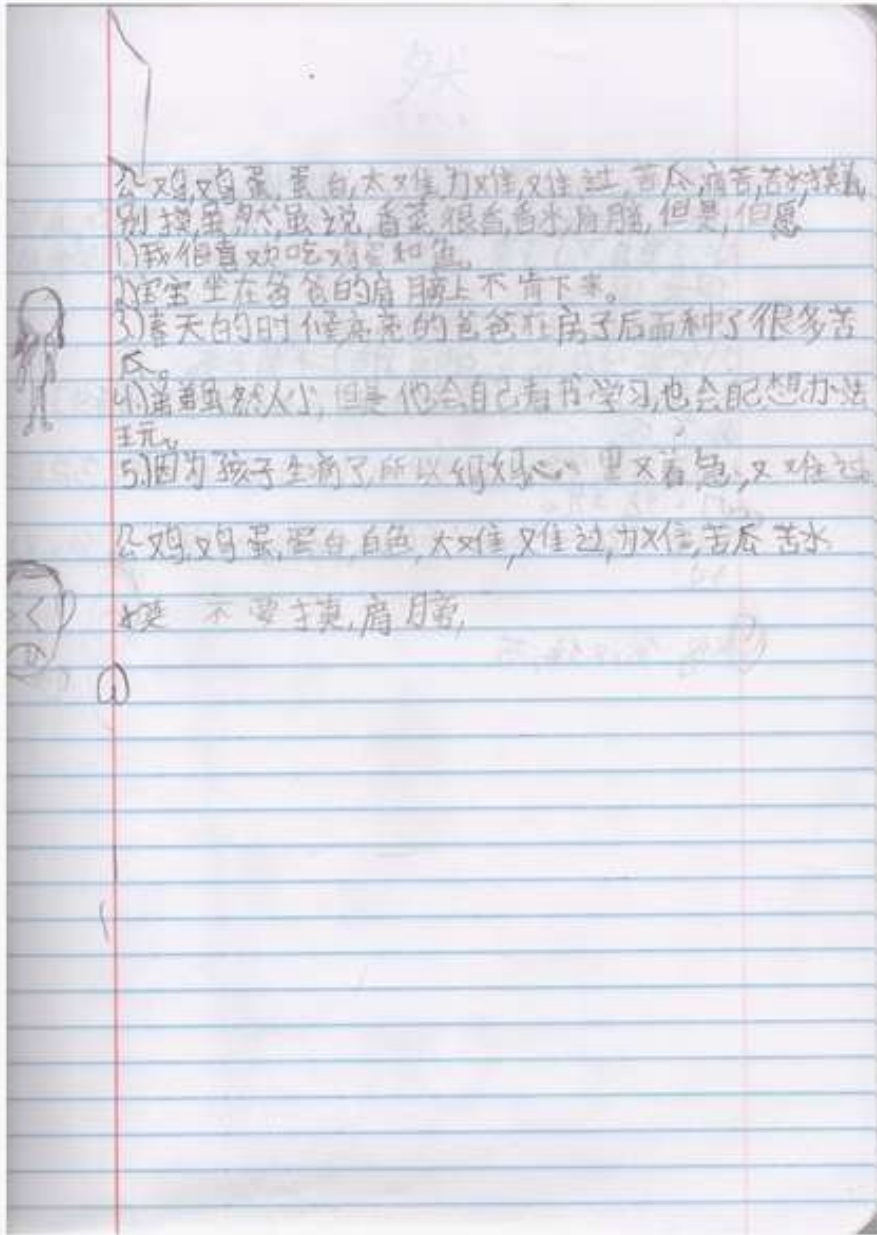 公鸡,鸡蛋,蛋白,太难,力难,难过,苦瓜,病苦,苦水,摸
别摸,虽然,虽说,香菜,很香,香水,肩膀,但是,但愿
1)我很喜欢吃鸡蛋和鱼。
2)宝宝坐在爸爸的肩膀上不肯下来。
3)春天的时候,亮亮的爸爸在房子后面种了很多苦
瓜。
4)弟弟虽然人小,但是他会自己看书学习,也会自己想办法
玩。
5.)因为孩子生病了,所以妈妈心里又着急,又难过。
公鸡,鸡蛋,蛋白,白色,太难,难过,力难,苦瓜 苦水
摸 不要摸,肩膀,